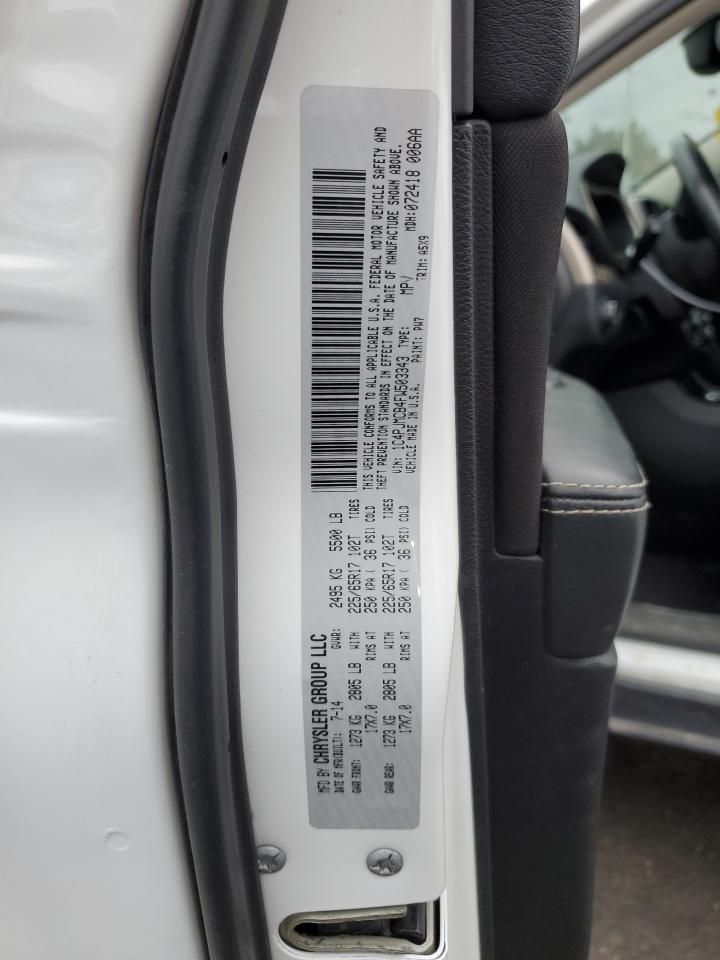 MFD BY CHRYSLER GROUP LLC
DATE OF MFR(BUILT): 7-14 GVWR: 2495 KG 5500 LB
GAWR FRONT: 1273 KG 2805 LB WITH 225/65R17 102T TIRES
17X7.0 RIMS AT 250 KPA ( 36 PSI) COLD
GAWR REAR: 1273 KG 2805 LB WITH 225/65R17 102T TIRES
17X7.0 RIMS AT 250 KPA ( 36 PSI) COLD
THIS VEHICLE CONFORMS TO ALL APPLICABLE U.S.A. FEDERAL MOTOR VEHICLE SAFETY AND
THEFT PREVENTION STANDARDS IN EFFECT ON THE DATE OF MANUFACTURE SHOWN ABOVE.
VIN: 1C4PJMCB4FW503343 TYPE: MPV MDH:072418 006AA
VEHICLE MADE IN U.S.A. PAINT: PW7 TRIM: A5X9